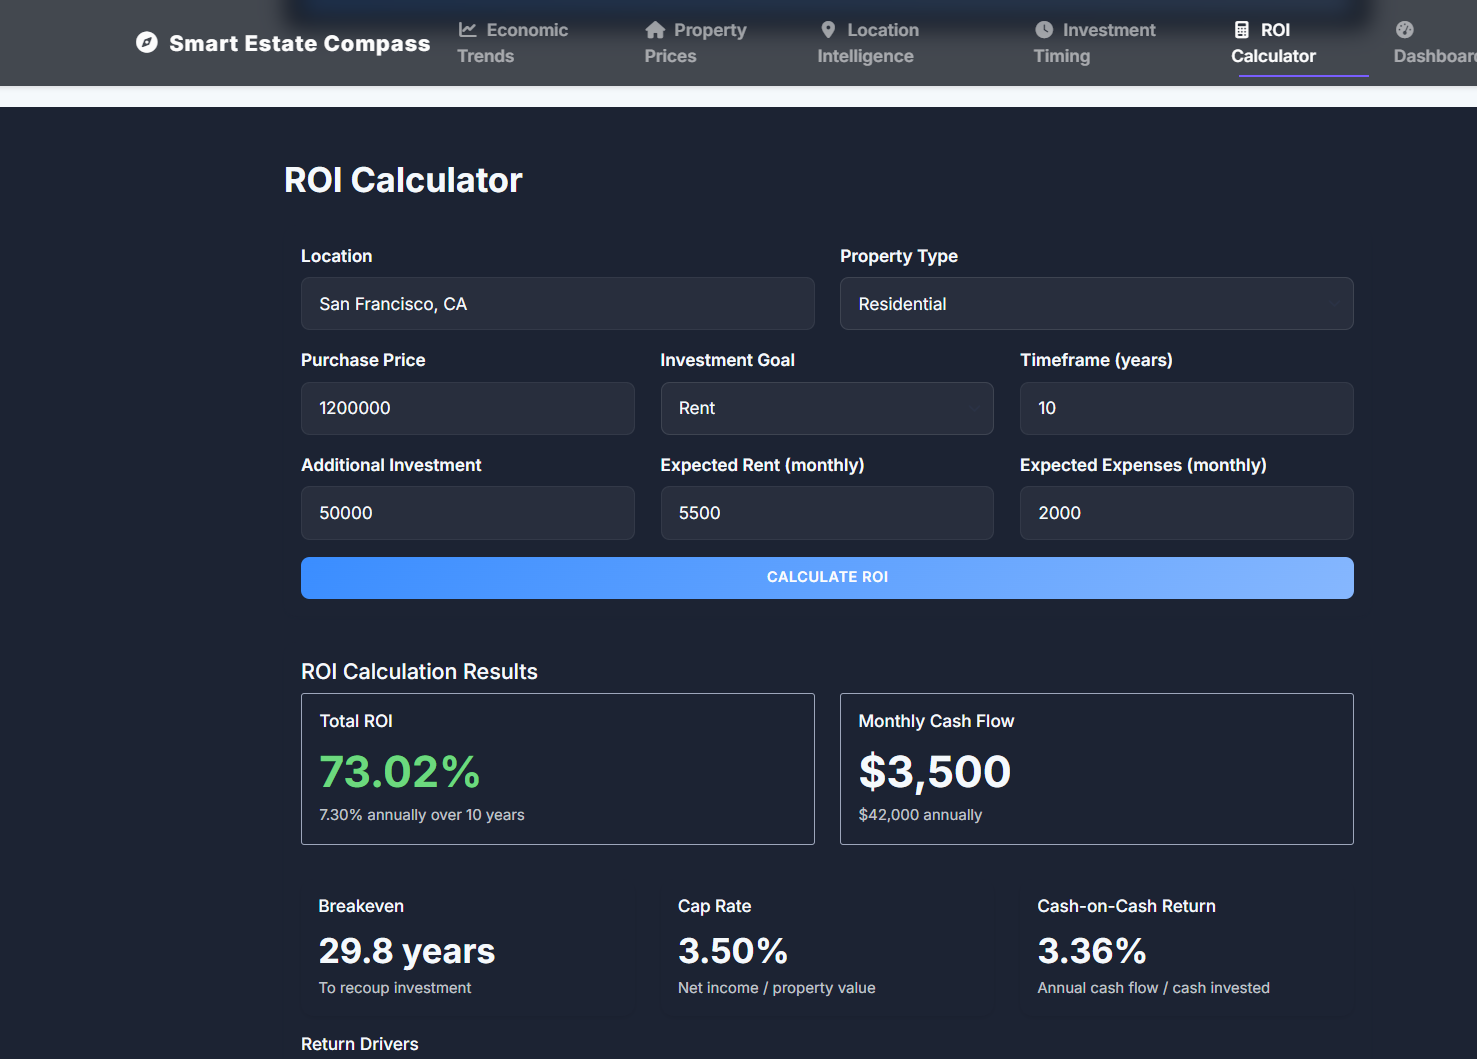 Smart Estate Compass
Economic Trends
Property Prices
Location Intelligence
Investment Timing
ROI Calculator
Dashboar
ROI Calculator
Location
Property Type
San Francisco, CA
Residential
Purchase Price
Investment Goal
Timeframe (years)
1200000
Rent
10
Additional Investment
Expected Rent (monthly)
Expected Expenses (monthly)
50000
5500
2000
CALCULATE ROI
ROI Calculation Results
Total ROI
73.02%
7.30% annually over 10 years
Monthly Cash Flow
$3,500
$42,000 annually
Breakeven
29.8 years
To recoup investment
Cap Rate
3.50%
Net income / property value
Cash-on-Cash Return
3.36%
Annual cash flow / cash invested
Return Drivers